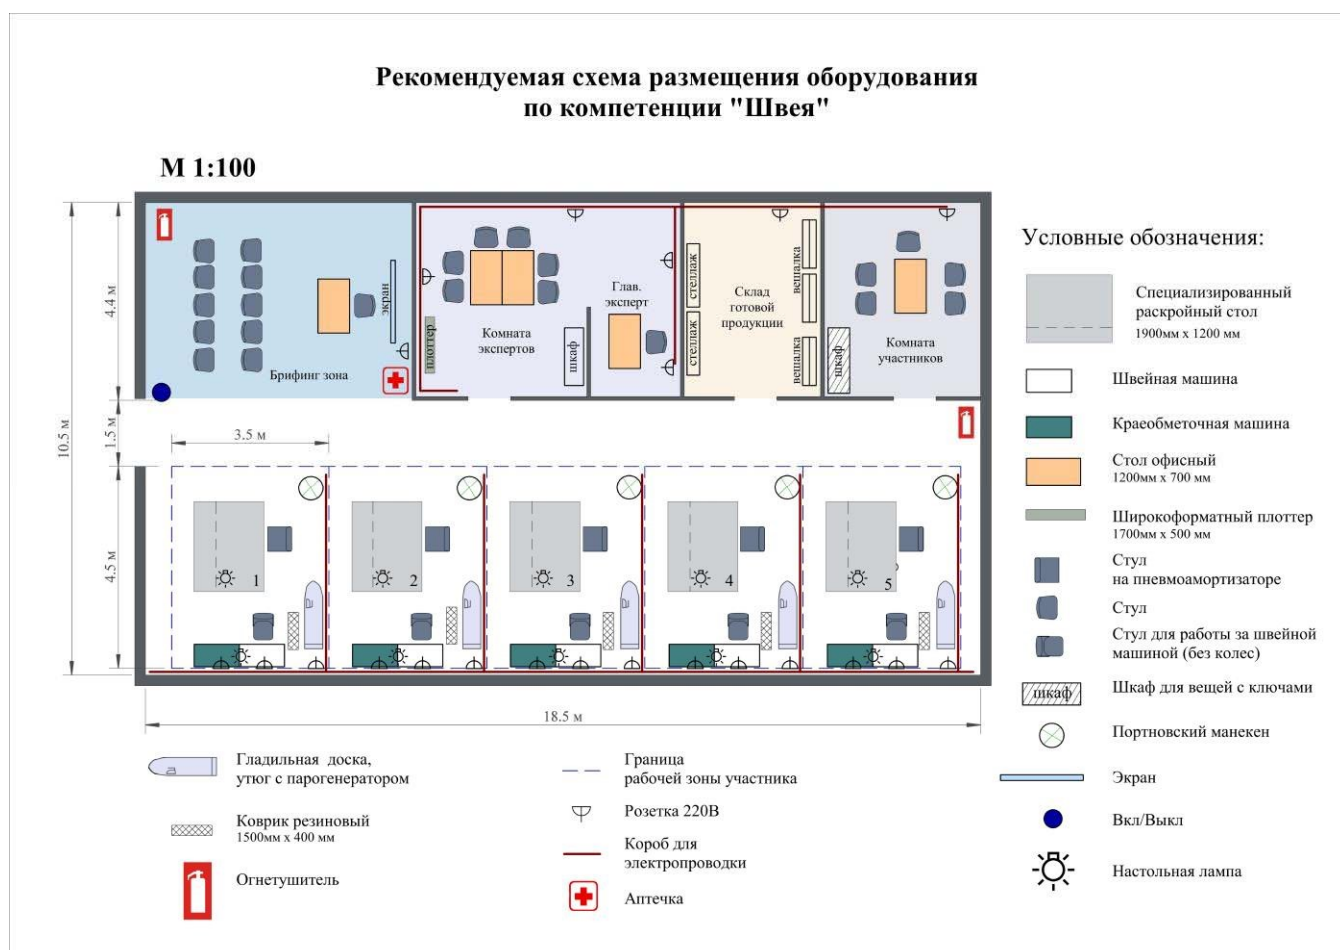 Рекомендуемая схема размещения оборудования
по компетенции "Швея"
М 1:100
10.5 м
4.4 м
1.5 м
4.5 м
Брифинг зона
экран
плоттер
Комната
экспертов
шкаф
Глав.
эксперт
стеллаж
стеллаж
Склад
готовой
продукции
вешалка
вешалка
шкаф
Комната
участников
3.5 м
1
2
3
4
5
18.5 м
Условные обозначения:
Специализированный
раскройный стол
1900мм х 1200 мм
Швейная машина
Краеобметочная машина
Стол офисный
1200мм х 700 мм
Широкоформатный плоттер
1700мм х 500 мм
Стул
на пневмоамортизаторе
Стул
Стул для работы за швейной
машиной (без колес)
шкаф
Шкаф для вещей с ключами
Портновский манекен
Экран
Вкл/Выкл
Настольная лампа
Гладильная доска,
утюг с парогенератором
Коврик резиновый
1500мм х 400 мм
Огнетушитель
Граница
рабочей зоны участника
Розетка 220В
Короб для
электропроводки
Аптечка